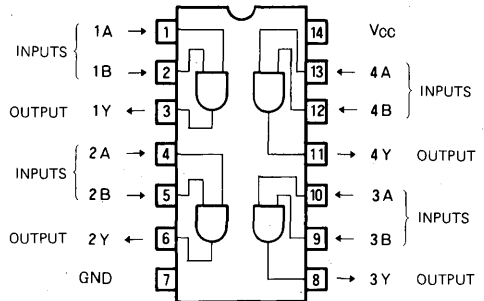 1A → 1 14 VCC
INPUTS
1B → 2 13 ← 4A
INPUTS
OUTPUT 1Y ← 3 12 ← 4B
2A → 4 11 → 4Y OUTPUT
INPUTS
2B → 5 10 ← 3A
INPUTS
OUTPUT 2Y ← 6 9 ← 3B
GND 7 8 → 3Y OUTPUT